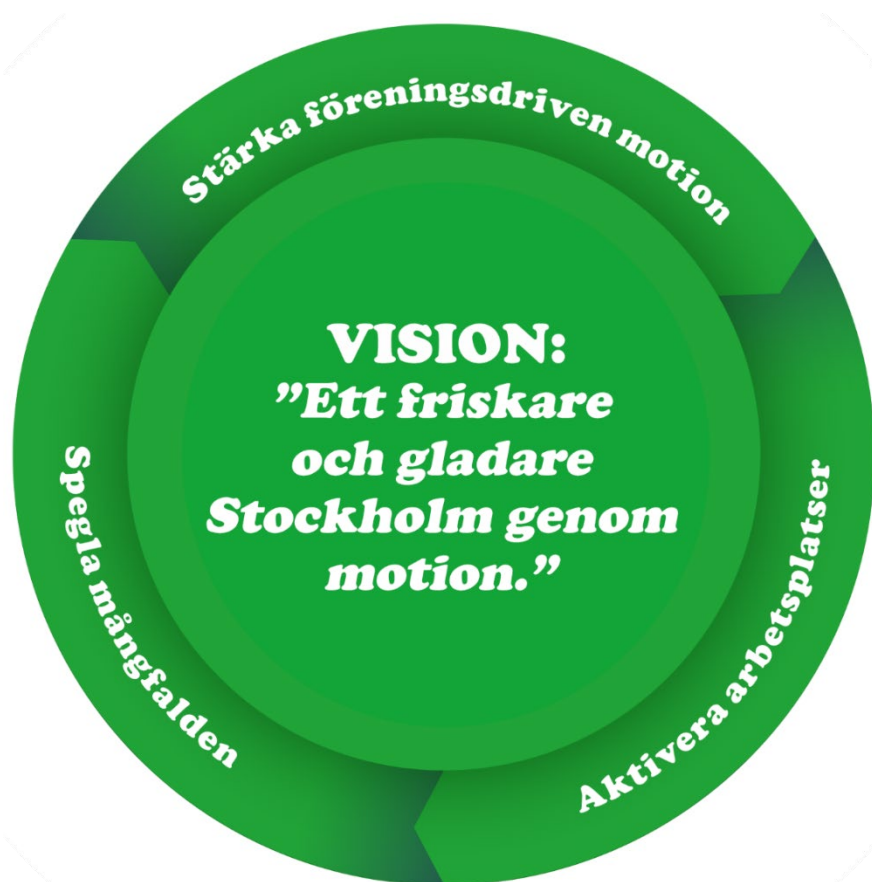 Stärka föreningsdriven motion
VISION:
”Ett friskare
och gladare
Stockholm genom
motion.”
Aktivera arbetsplatser
Spegla mångfalden